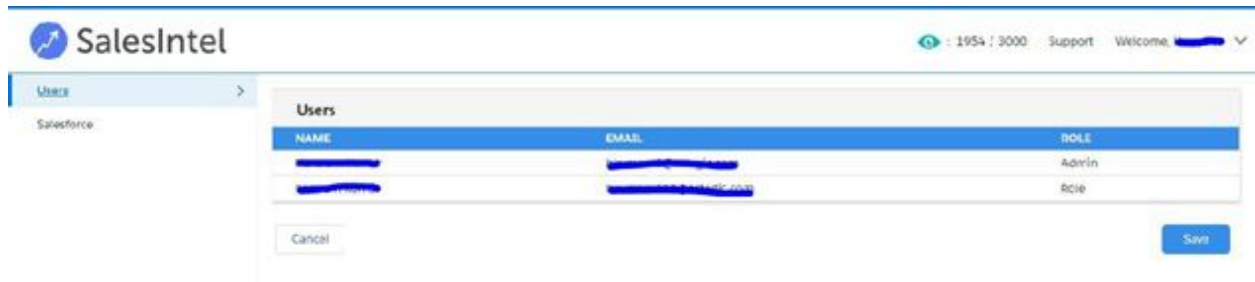 SalesIntel
: 1954 / 3000 Support Welcome,
Users
Salesforce
Users
NAME EMAIL ROLE
Admin
Role
Cancel Save